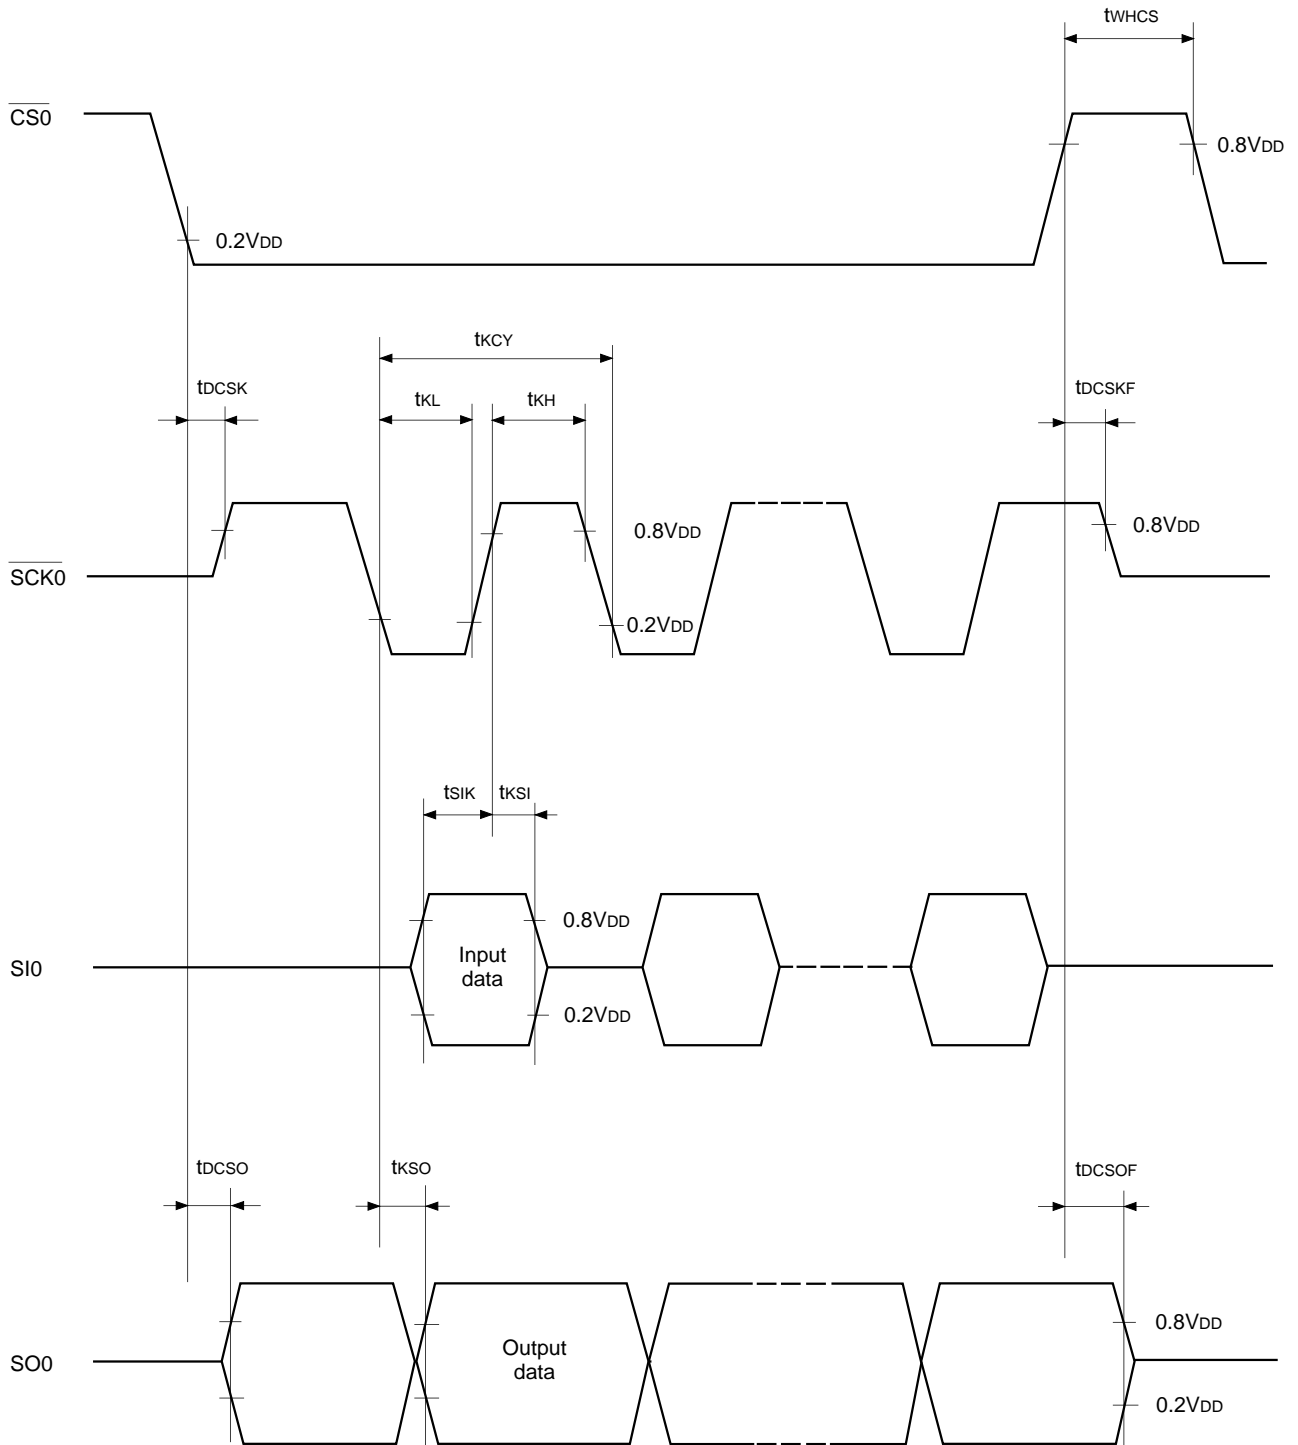 tWHCS
CS0
0.8VDD
0.2VDD
tKCY
tDCSK
tKL
tKH
tDCSKF
0.8VDD
0.8VDD
SCK0
0.2VDD
tSIK
tKSI
0.8VDD
Input
data
SI0
0.2VDD
tDCSO
tKSO
tDCSOF
0.8VDD
Output
data
SO0
0.2VDD